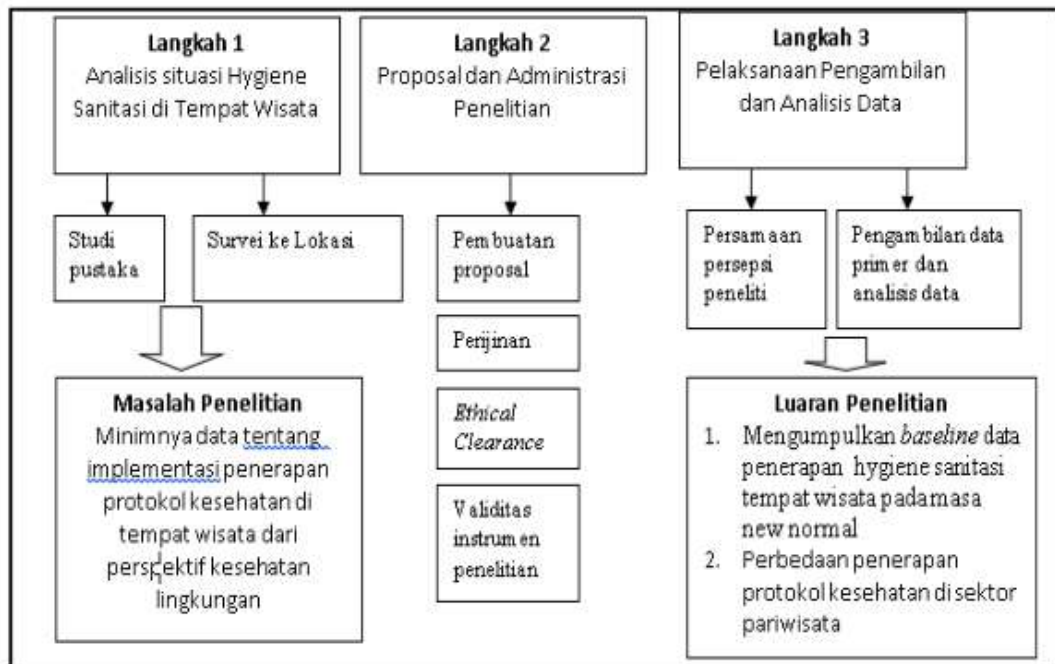 Langkah 1
Analisis situasi Hygiene
Sanitasi di Tempat Wisata
Studi
pustaka
Survei ke Lokasi
Masalah Penelitian
Minimnya data tentang
implementasi penerapan
protokol kesehatan di
tempat wisata dari
perspektif kesehatan
lingkungan
Langkah 2
Proposal dan Administrasi
Penelitian
Pembuatan
proposal
Perijinan
Ethical
Clearance
Validitas
instrumen
penelitian
Langkah 3
Pelaksanaan Pengambilan
dan Analisis Data
Persamaan
persepsi
peneliti
Pengambilan data
primer dan
analisis data
Luaran Penelitian
1. Mengumpulkan baseline data
penerapan hygiene sanitasi
tempat wisata pada masa
new normal
2. Perbedaan penerapan
protokol kesehatan di sektor
pariwisata